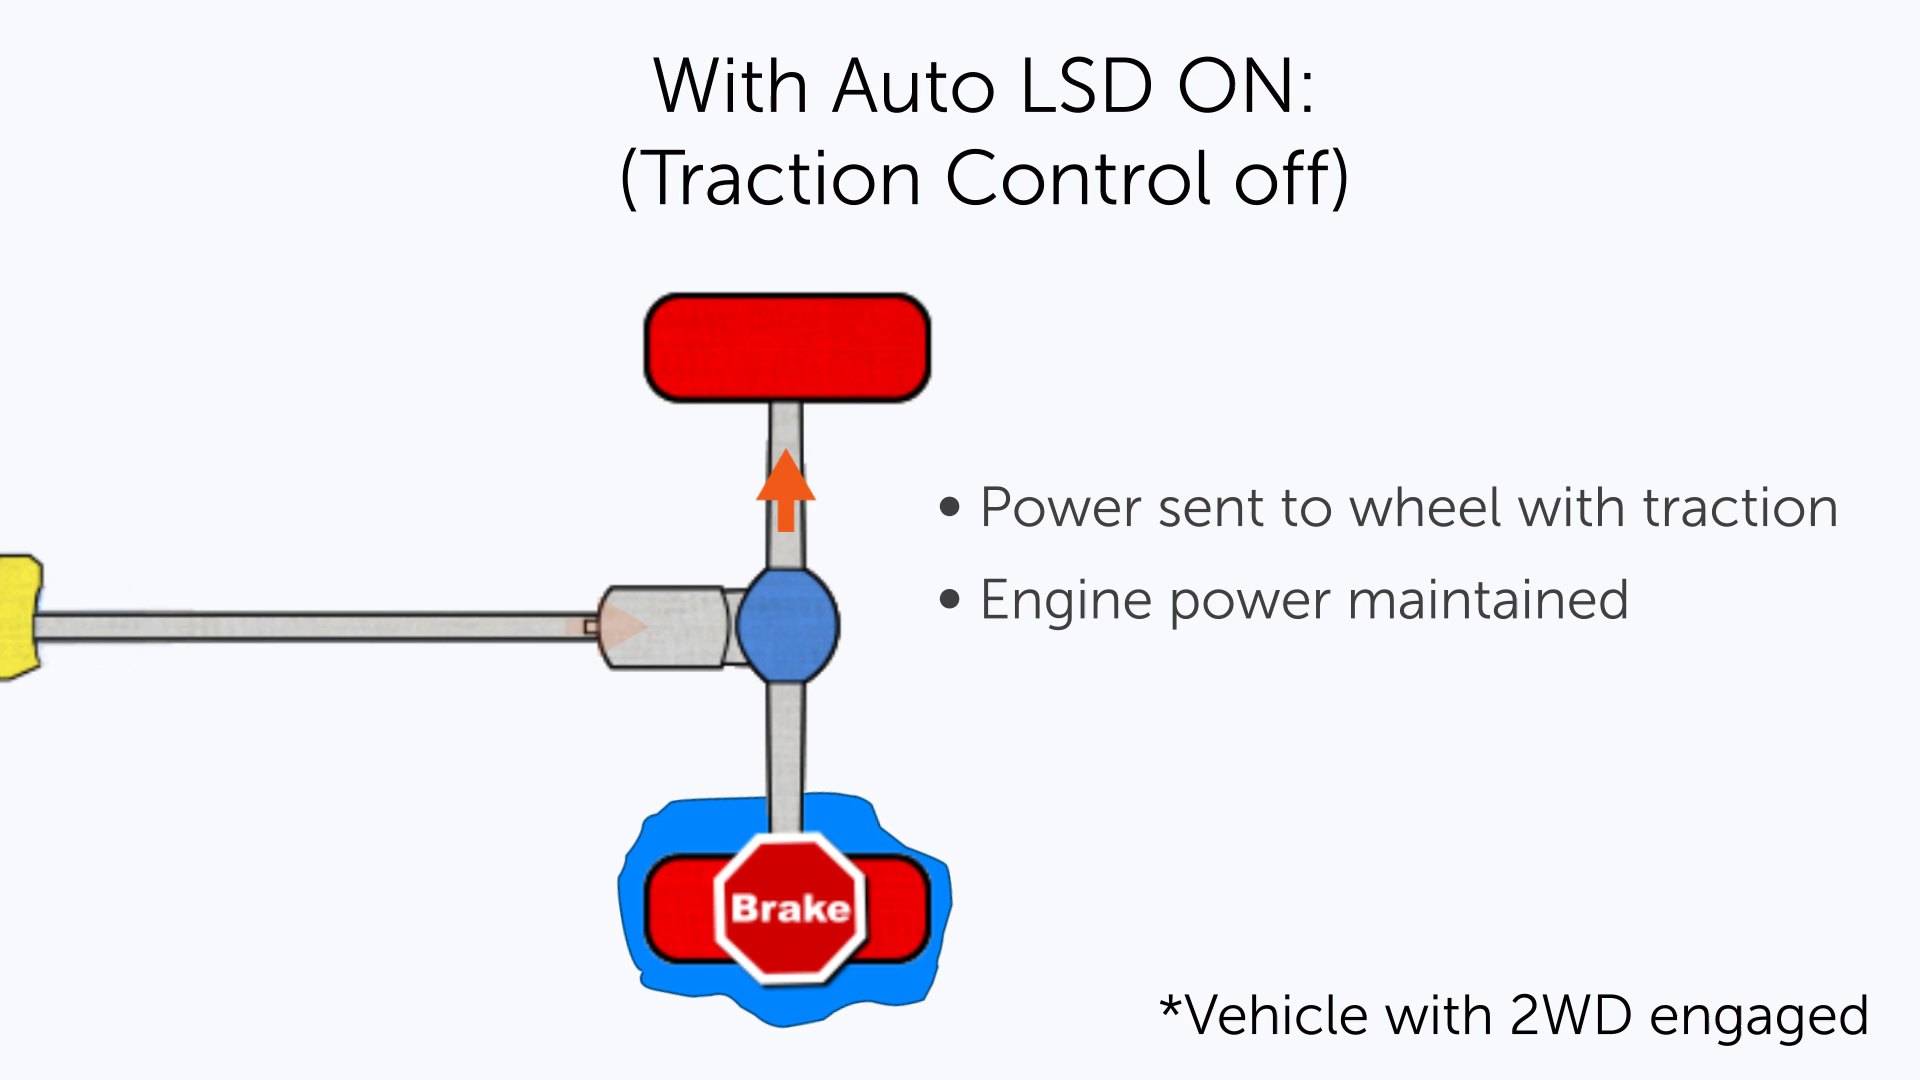 With Auto LSD ON:
(Traction Control off)
• Power sent to wheel with traction
• Engine power maintained
Brake
*Vehicle with 2WD engaged